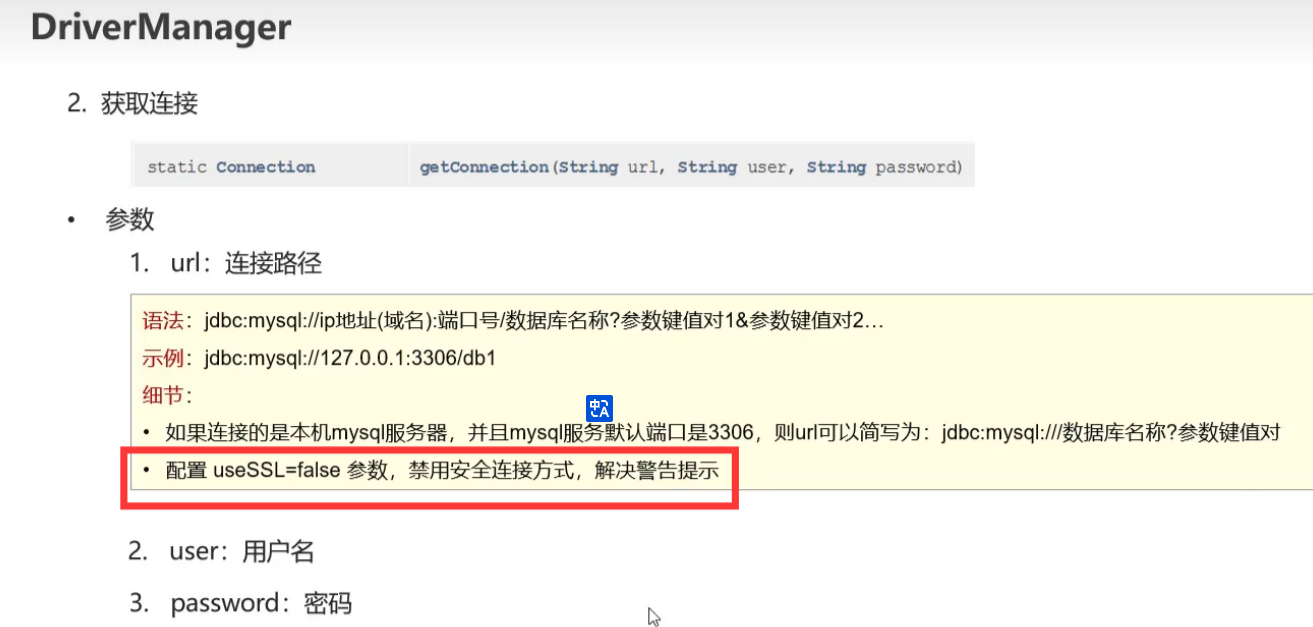 DriverManager
2. 获取连接
static Connection getConnection(String url, String user, String password)
• 参数
1. url：连接路径
语法：jdbc:mysql://ip地址(域名):端口号/数据库名称?参数键值对1&参数键值对2…
示例：jdbc:mysql://127.0.0.1:3306/db1
细节：
• 如果连接的是本机mysql服务器，并且mysql服务默认端口是3306，则url可以简写为：jdbc:mysql:///数据库名称?参数键值对
• 配置 useSSL=false 参数，禁用安全连接方式，解决警告提示
2. user：用户名
3. password：密码